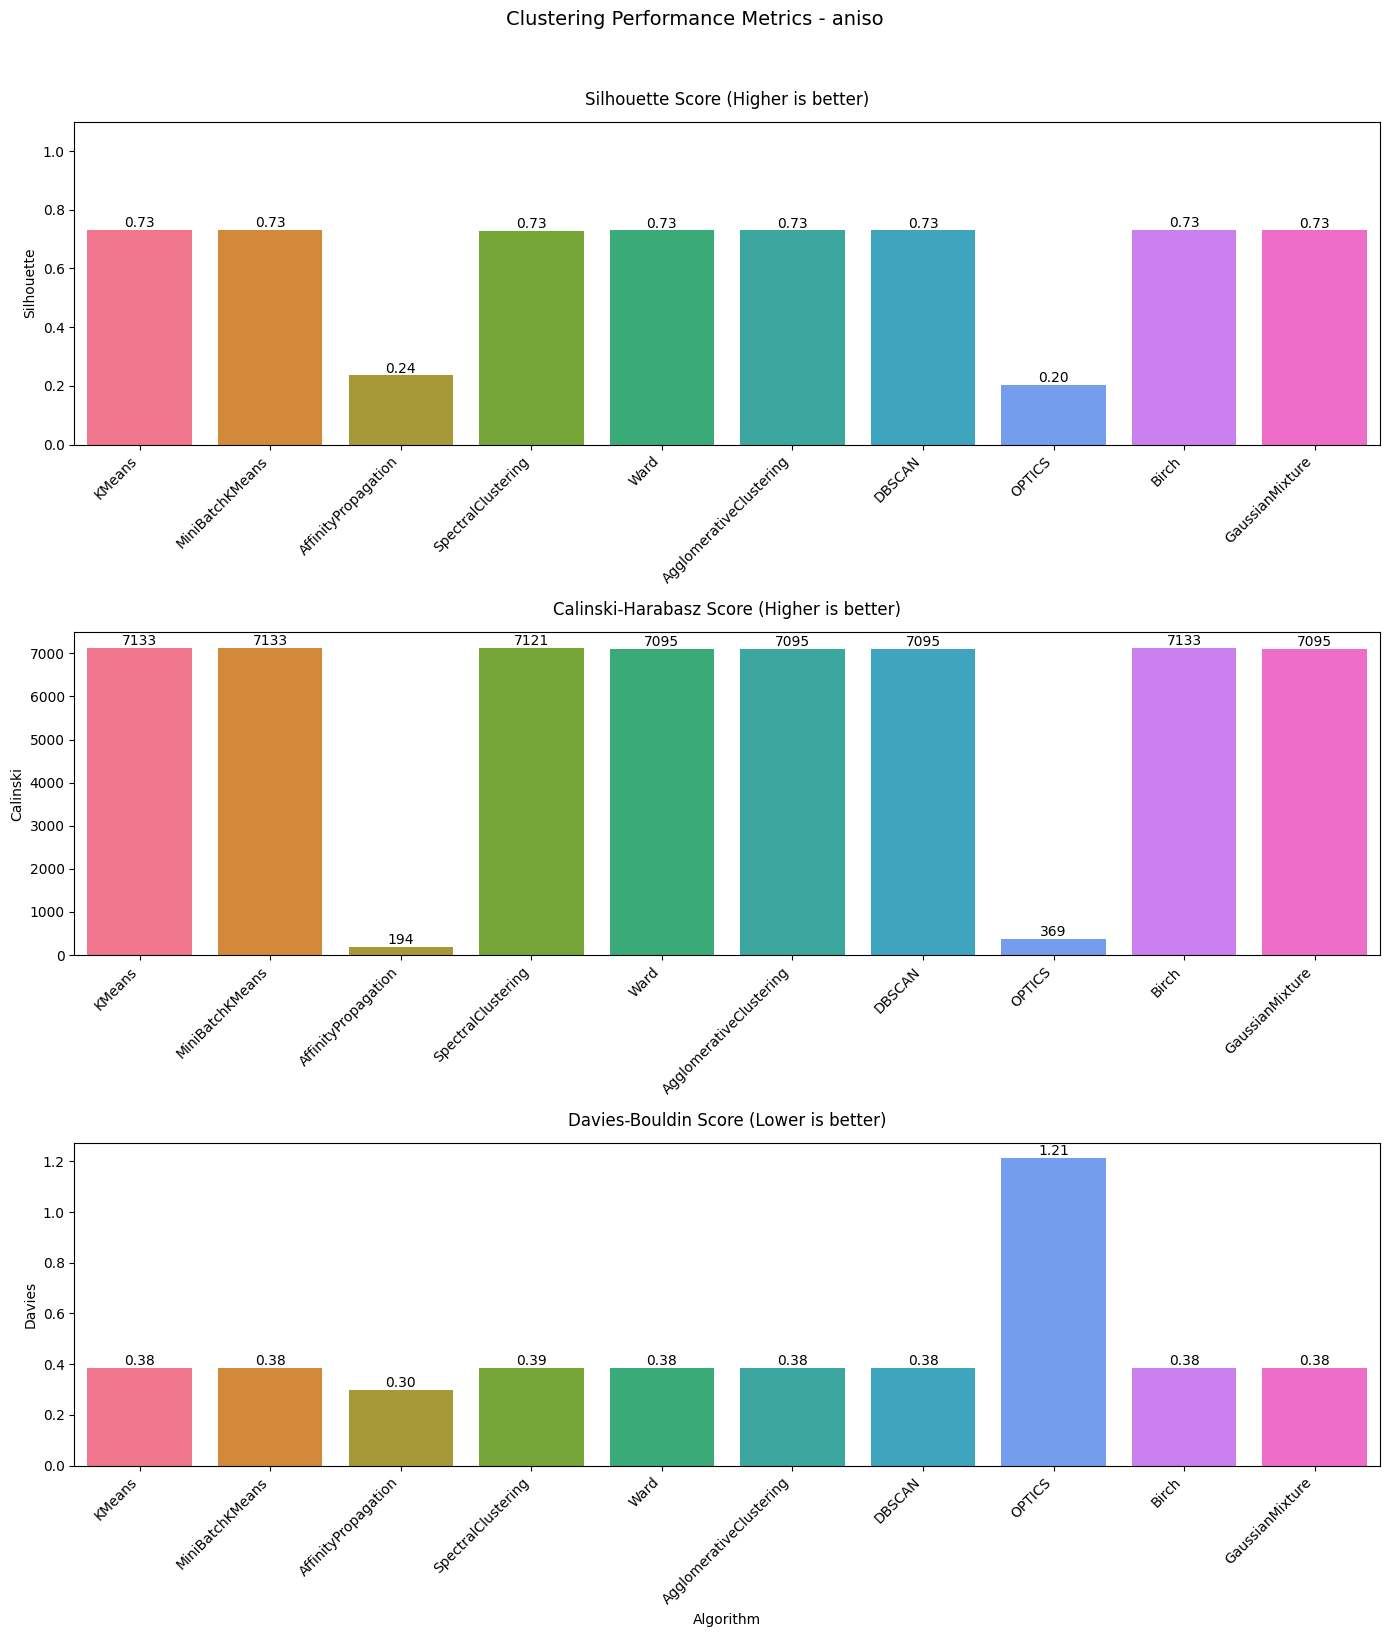 Clustering Performance Metrics - aniso
Silhouette Score (Higher is better)
Silhouette
1.0
0.8
0.6
0.4
0.2
0.0
0.73 0.73 0.24 0.73 0.73 0.73 0.73 0.20 0.73 0.73
KMeans MiniBatchKMeans AffinityPropagation SpectralClustering Ward AgglomerativeClustering DBSCAN OPTICS Birch GaussianMixture
Calinski-Harabasz Score (Higher is better)
Calinski
7000
6000
5000
4000
3000
2000
1000
0
7133 7133 194 7121 7095 7095 7095 369 7133 7095
KMeans MiniBatchKMeans AffinityPropagation SpectralClustering Ward AgglomerativeClustering DBSCAN OPTICS Birch GaussianMixture
Davies-Bouldin Score (Lower is better)
Davies
1.2
1.0
0.8
0.6
0.4
0.2
0.0
0.38 0.38 0.30 0.39 0.38 0.38 0.38 1.21 0.38 0.38
KMeans MiniBatchKMeans AffinityPropagation SpectralClustering Ward AgglomerativeClustering DBSCAN OPTICS Birch GaussianMixture
Algorithm